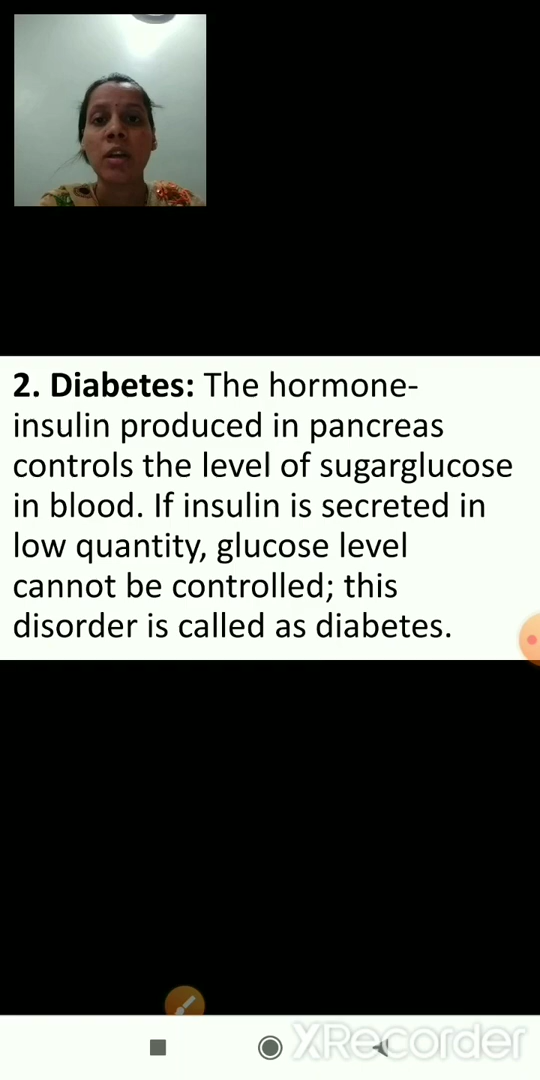 2. Diabetes: The hormone-
insulin produced in pancreas
controls the level of sugarglucose
in blood. If insulin is secreted in
low quantity, glucose level
cannot be controlled; this
disorder is called as diabetes.
XRecorder